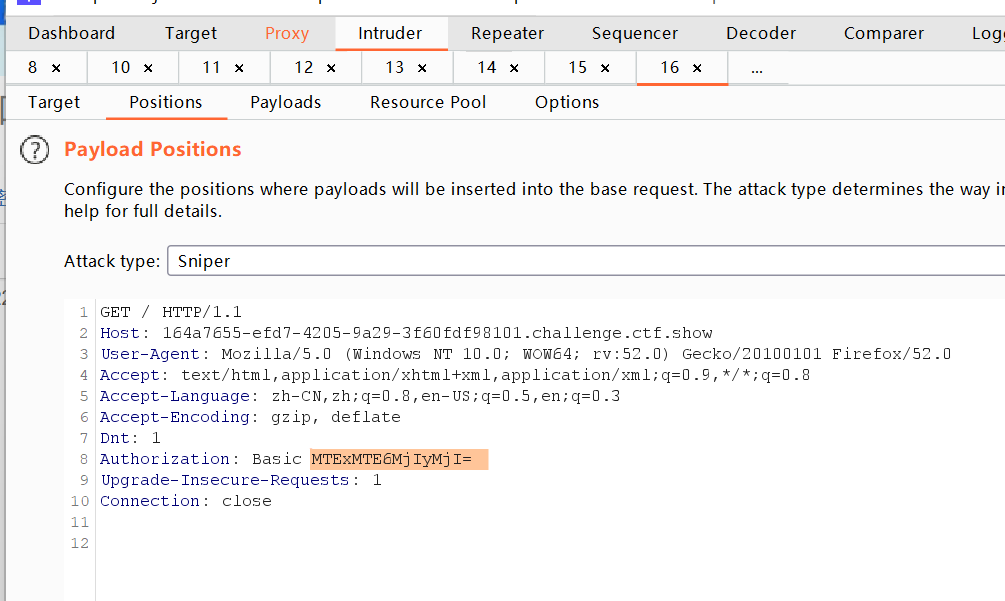 Dashboard Target Proxy Intruder Repeater Sequencer Decoder Comparer
8 × 10 × 11 × 12 × 13 × 14 × 15 × 16 × ...
Target Positions Payloads Resource Pool Options
? Payload Positions
Configure the positions where payloads will be inserted into the base request. The attack type determines the way
help for full details.
Attack type: Sniper
1 GET / HTTP/1.1
2 Host: 164a7655-efd7-4205-9a29-3f60fdf98101.challenge.ctf.show
3 User-Agent: Mozilla/5.0 (Windows NT 10.0; WOW64; rv:52.0) Gecko/20100101 Firefox/52.0
4 Accept: text/html,application/xhtml+xml,application/xml;q=0.9,*/*;q=0.8
5 Accept-Language: zh-CN,zh;q=0.8,en-US;q=0.5,en;q=0.3
6 Accept-Encoding: gzip, deflate
7 Dnt: 1
8 Authorization: Basic MTExMTE6MjIyMjI=
9 Upgrade-Insecure-Requests: 1
10 Connection: close
11
12